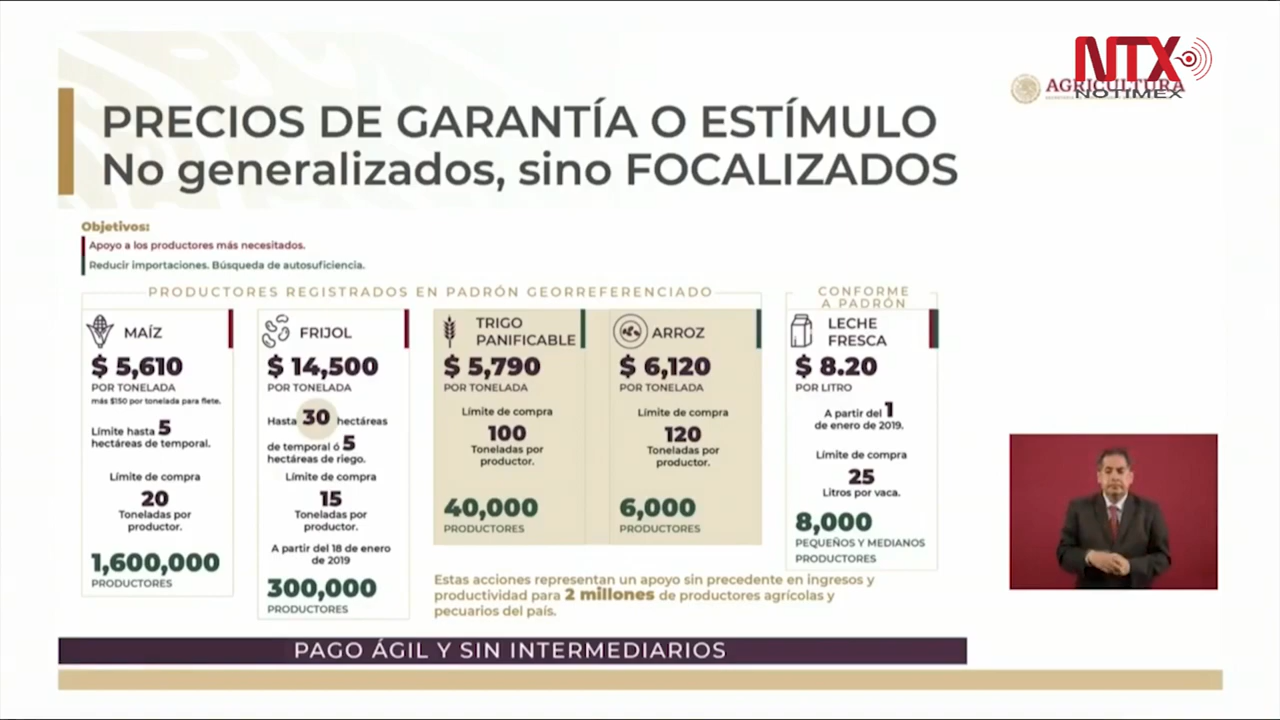 NTX
AGRICULTURA
NOTIMEX
PRECIOS DE GARANTÍA O ESTÍMULO
No generalizados, sino FOCALIZADOS
Objetivos:
Apoyo a los productores más necesitados.
Reducir importaciones. Búsqueda de autosuficiencia.
PRODUCTORES REGISTRADOS EN PADRÓN GEORREFERENCIADO
MAÍZ
$ 5,610
POR TONELADA
más $150 por tonelada para flete.
Límite hasta 5
hectáreas de temporal.
Límite de compra
20
Toneladas por
productor.
1,600,000
PRODUCTORES
FRIJOL
$ 14,500
POR TONELADA
Hasta 30 hectáreas
de temporal ó 5
hectáreas de riego.
Límite de compra
15
Toneladas por
productor.
A partir del 18 de enero
de 2019
300,000
PRODUCTORES
TRIGO
PANIFICABLE
$ 5,790
POR TONELADA
Límite de compra
100
Toneladas por
productor.
40,000
PRODUCTORES
ARROZ
$ 6,120
POR TONELADA
Límite de compra
120
Toneladas por
productor.
6,000
PRODUCTORES
CONFORME
A PADRÓN
LECHE
FRESCA
$ 8.20
POR LITRO
A partir del 1
de enero de 2019.
Límite de compra
25
Litros por vaca.
8,000
PEQUEÑOS Y MEDIANOS
PRODUCTORES
Estas acciones representan un apoyo sin precedente en ingresos y
productividad para 2 millones de productores agrícolas y
pecuarios del país.
PAGO ÁGIL Y SIN INTERMEDIARIOS